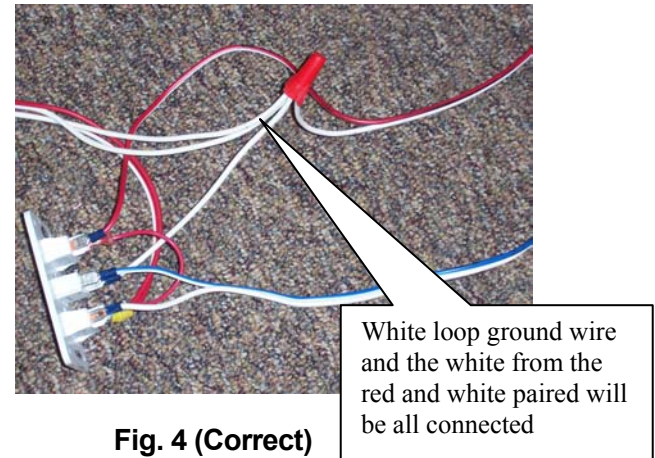 White loop ground wire
and the white from the
red and white paired will
be all connected
Fig. 4 (Correct)